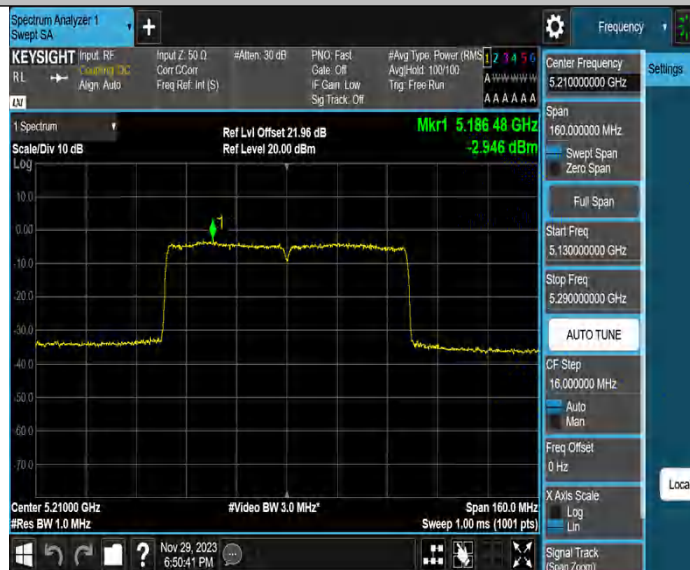 Spectrum Analyzer 1
Swept SA
+
Frequency
KEYSIGHT
RL
LXI
Input: RF
Coupling: DC
Align: Auto
Input Z: 50 Ω
Corr CCorr
Freq Ref: Int (S)
#Atten: 30 dB
PNO: Fast
Gate: Off
IF Gain: Low
Sig Track: Off
#Avg Type: Power (RMS
Avg|Hold: 100/100
Trig: Free Run
1 2 3 4 5 6
A W W W W W
A A A A A A
1 Spectrum
Scale/Div 10 dB
Log
Ref Lvl Offset 21.96 dB
Ref Level 20.00 dBm
Mkr1 5.186 48 GHz
-2.946 dBm
1
10.0
0.00
-10.0
-20.0
-30.0
-40.0
-50.0
-60.0
-70.0
Center 5.21000 GHz
#Res BW 1.0 MHz
#Video BW 3.0 MHz*
Span 160.0 MHz
Sweep 1.00 ms (1001 pts)
?
Nov 29, 2023
6:50:41 PM
Center Frequency
5.210000000 GHz
Settings
Span
160.000000 MHz
Swept Span
Zero Span
Full Span
Start Freq
5.130000000 GHz
Stop Freq
5.290000000 GHz
AUTO TUNE
CF Step
16.000000 MHz
Auto
Man
Freq Offset
0 Hz
X Axis Scale
Log
Lin
Loca
Signal Track
(Span Zoom)